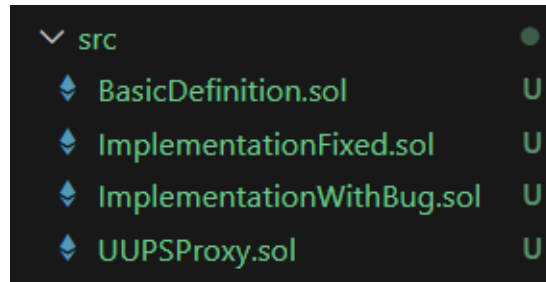 src
BasicDefinition.sol U
ImplementationFixed.sol U
ImplementationWithBug.sol U
UUPSProxy.sol U